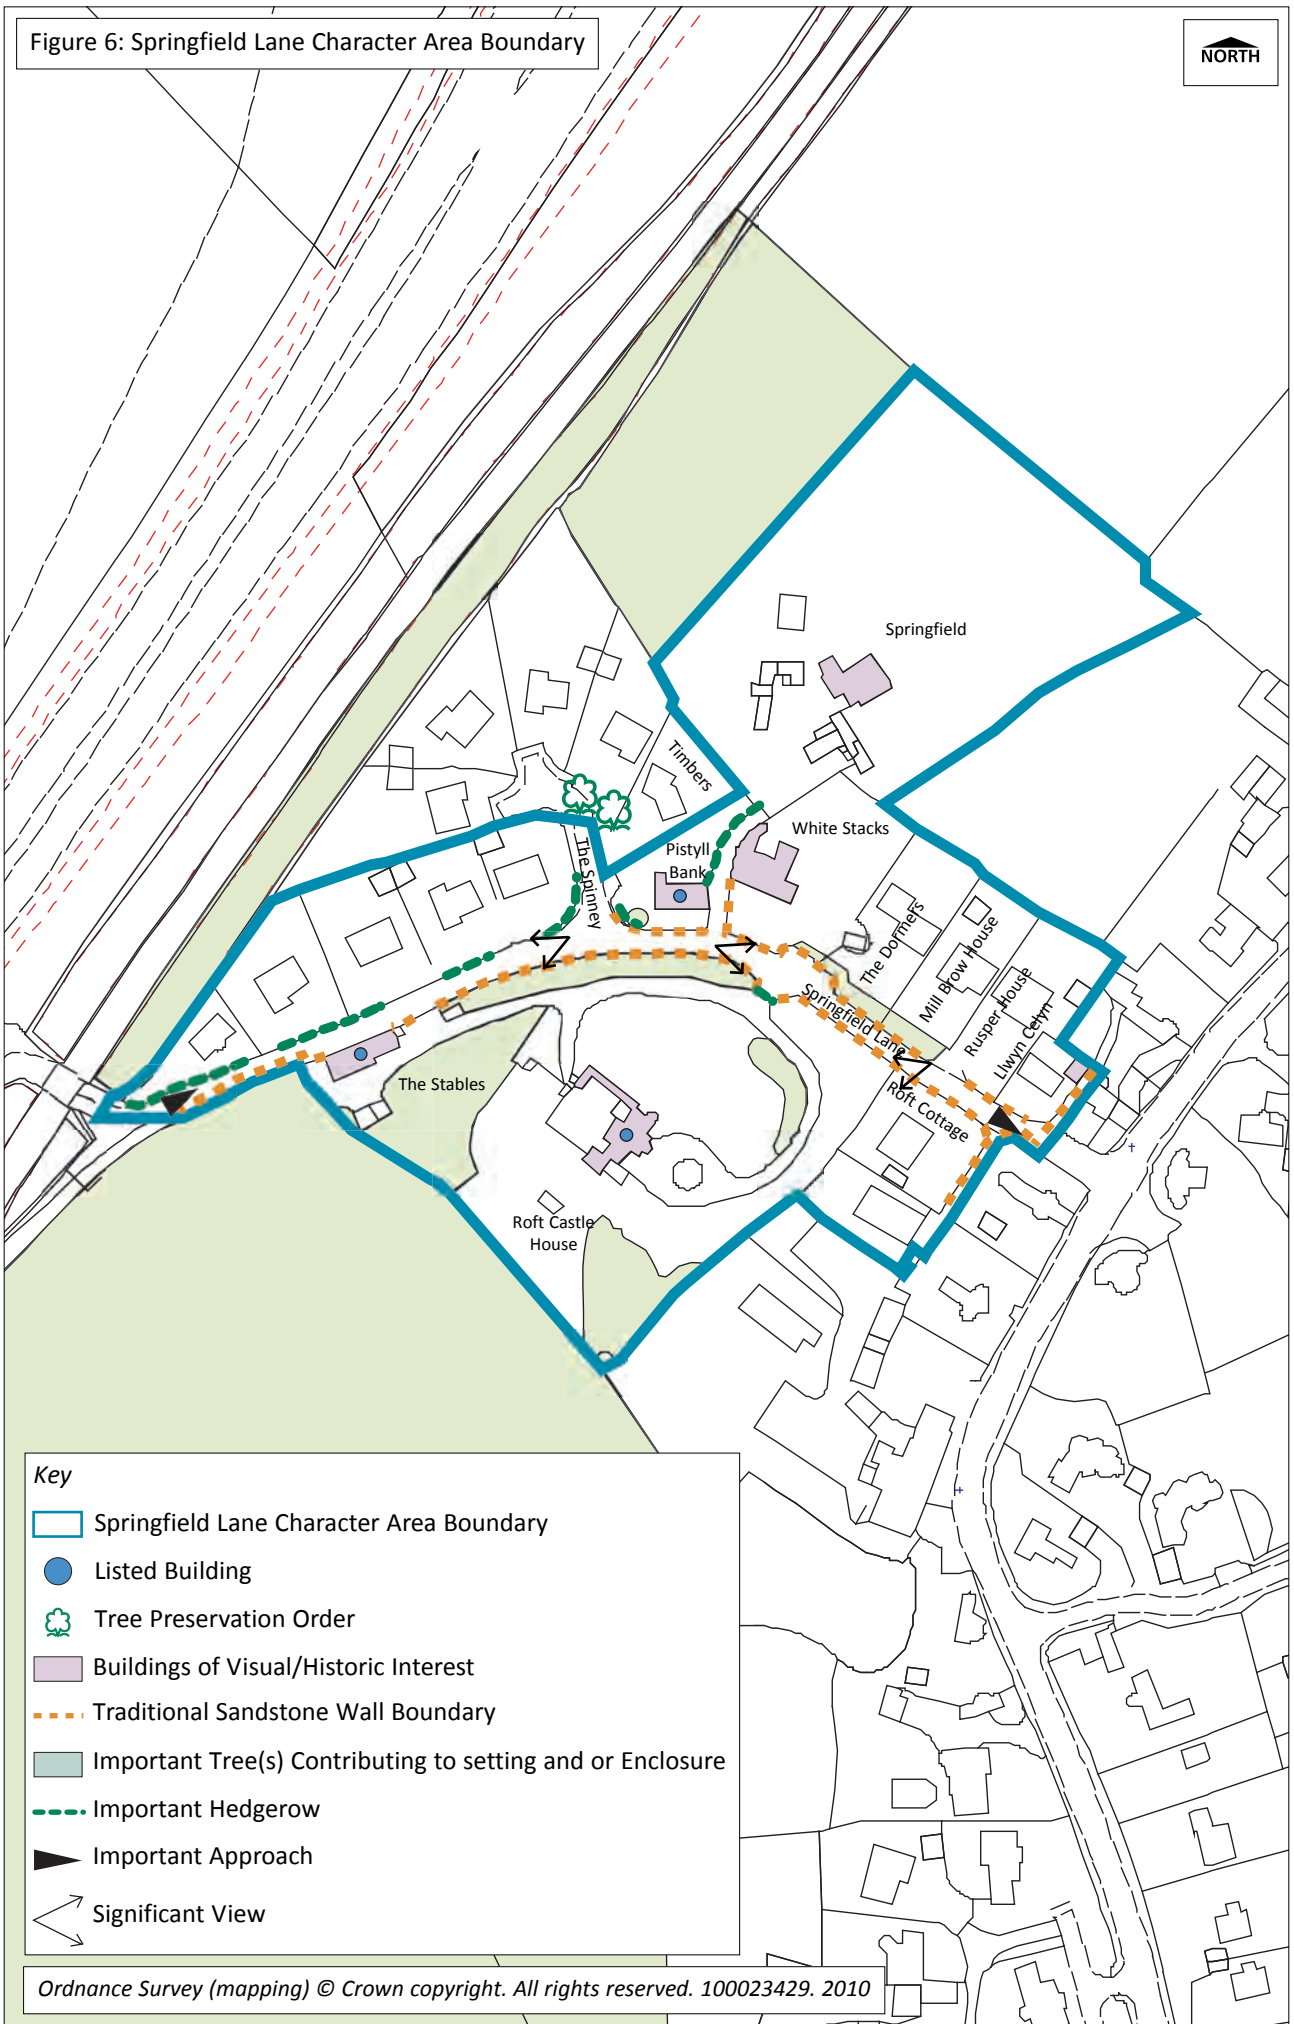 Figure 6: Springfield Lane Character Area Boundary
NORTH
Springfield
Timbers
White Stacks
Pistyll
Bank
The Spinney
The Dormers
Mill Brow House
Rusper House
Llwyn Celyn
Springfield Lane
Roft Cottage
The Stables
Roft Castle
House
Key
Springfield Lane Character Area Boundary
Listed Building
Tree Preservation Order
Buildings of Visual/Historic Interest
Traditional Sandstone Wall Boundary
Important Tree(s) Contributing to setting and or Enclosure
Important Hedgerow
Important Approach
Significant View
Ordnance Survey (mapping) © Crown copyright. All rights reserved. 100023429. 2010